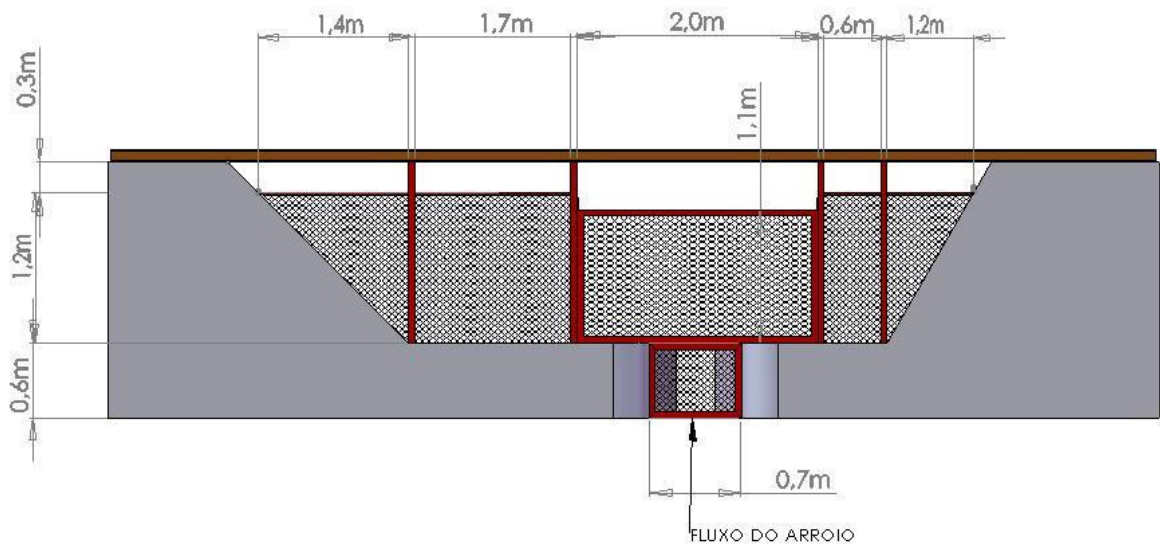 1,4m
1,7m
2,0m
0,6m
1,2m
0,3m
1,1m
1,2m
0,6m
0,7m
FLUXO DO ARROIO